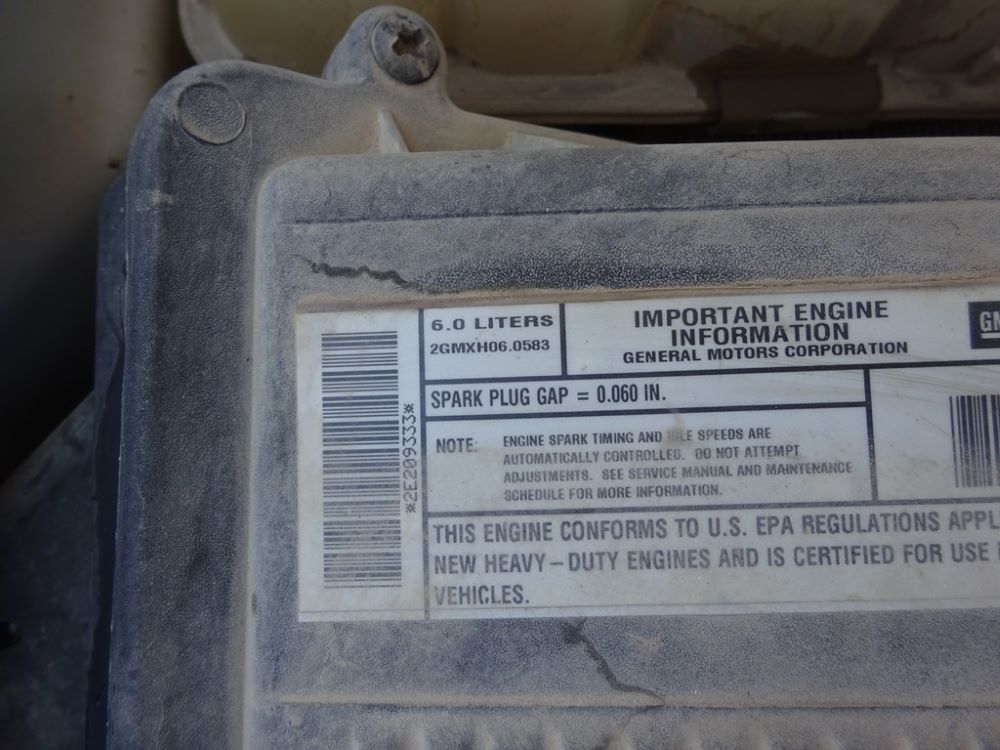 *2E209333*
6.0 LITERS
2GMXH06.0583
IMPORTANT ENGINE
INFORMATION
GENERAL MOTORS CORPORATION
GM
SPARK PLUG GAP = 0.060 IN.
NOTE: ENGINE SPARK TIMING AND IDLE SPEEDS ARE
AUTOMATICALLY CONTROLLED. DO NOT ATTEMPT
ADJUSTMENTS. SEE SERVICE MANUAL AND MAINTENANCE
SCHEDULE FOR MORE INFORMATION.
THIS ENGINE CONFORMS TO U.S. EPA REGULATIONS APPL
NEW HEAVY-DUTY ENGINES AND IS CERTIFIED FOR USE
VEHICLES.